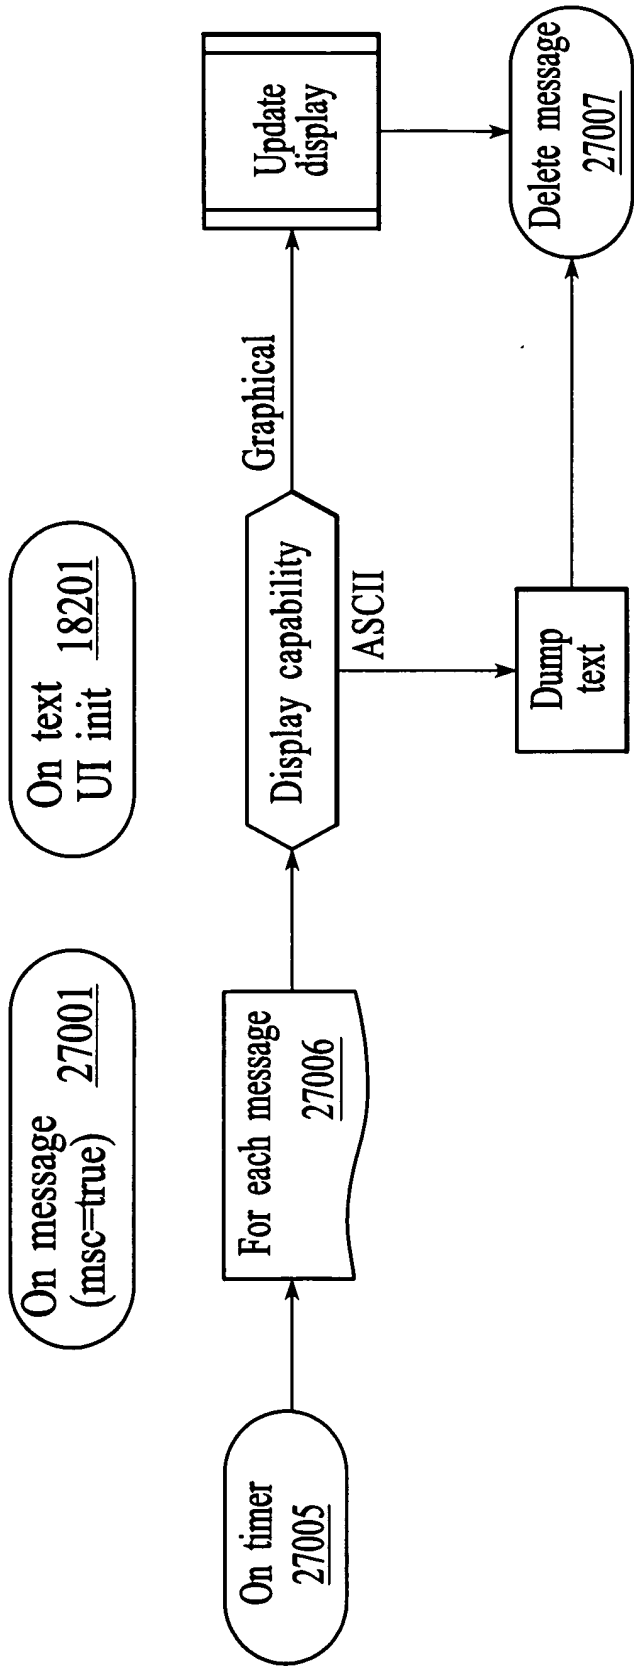 On message
(msc=true) 27001
On text
UI init 18201
On timer
27005
For each message
27006
Display capability
Graphical
ASCII
Update
display
Dump
text
Delete message
27007